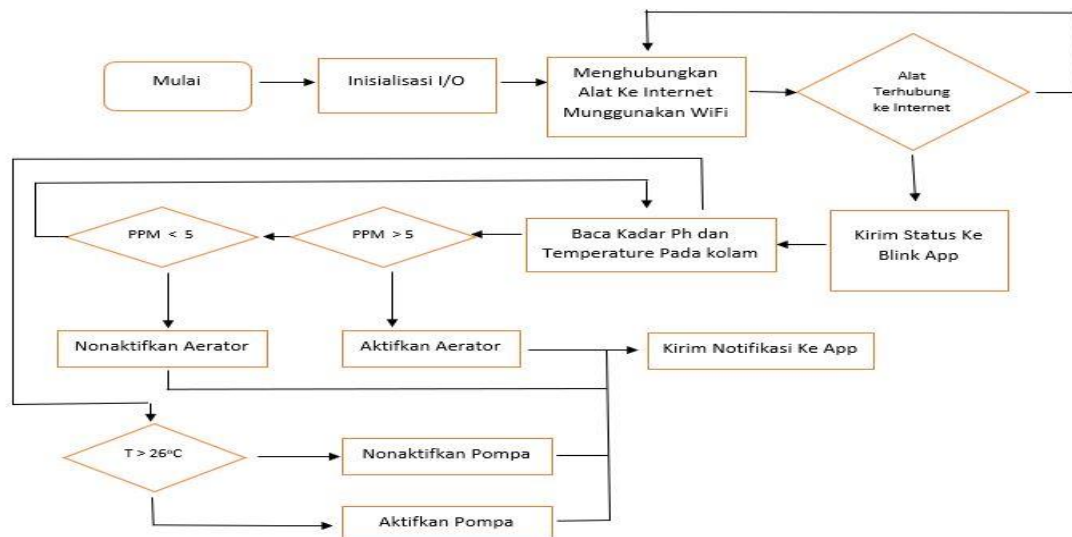 Mulai
Inisialisasi I/O
Menghubungkan
Alat Ke Internet
Munggunakan WiFi
Alat
Terhubung
ke Internet
PPM < 5
PPM > 5
Baca Kadar Ph dan
Temperature Pada kolam
Kirim Status Ke
Blink App
Nonaktifkan Aerator
Aktifkan Aerator
Kirim Notifikasi Ke App
T > 26°C
Nonaktifkan Pompa
Aktifkan Pompa